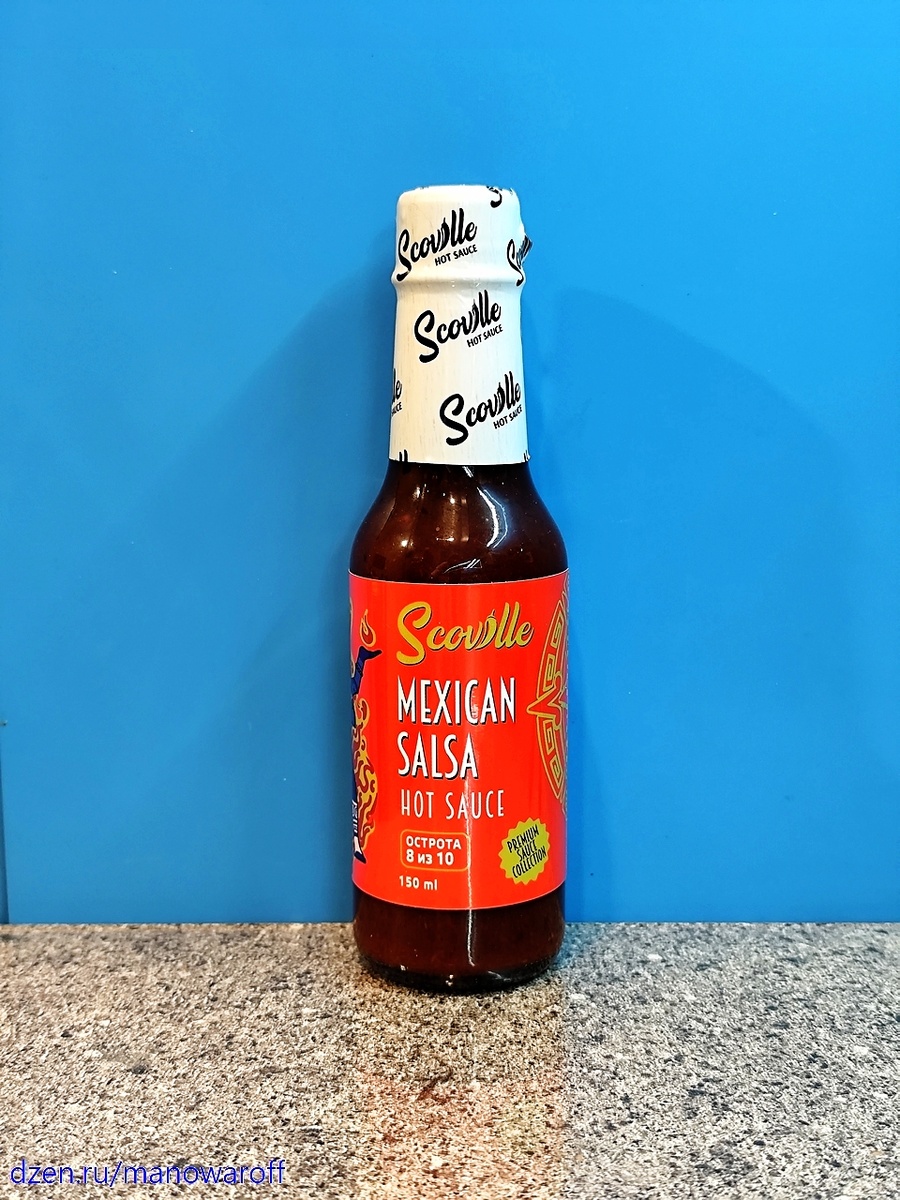 Scoville
HOT SAUCE
Scoville
HOT SAUCE
Scoville
HOT SAUCE
Scoville
MEXICAN
SALSA
HOT SAUCE
ОСТРОТА
8 из 10
150 ml
PREMIUM
SAUCE
COLLECTION
dzen.ru/manowaroff